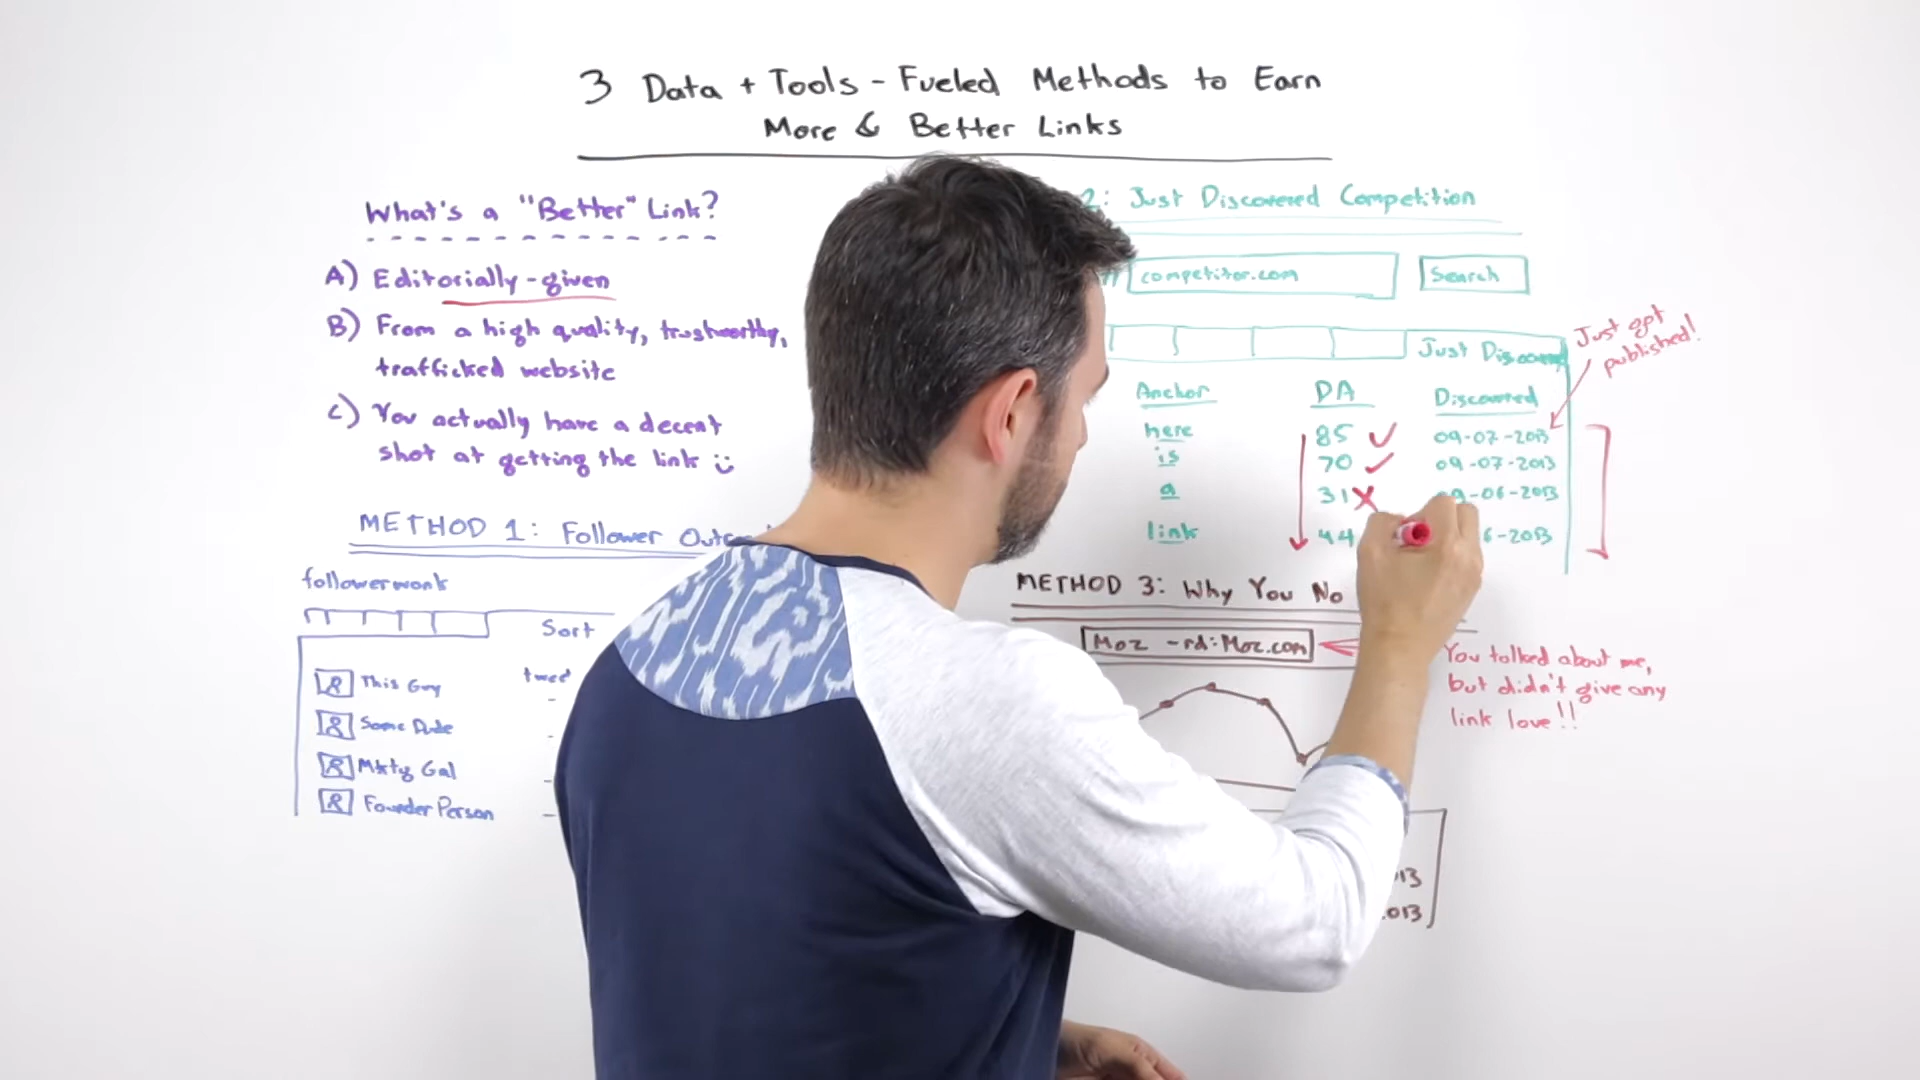 3 Data + Tools - Fueled Methods to Earn
More & Better Links
What's a "Better" Link?
A) Editorially-given
B) From a high quality, trustworthy,
trafficked website
C) You actually have a decent
shot at getting the link
METHOD 1: Follower
followerwonk
Sort
tweet
This Guy
Some Dude
Mktg Gal
Founder Person
2: Just Discovered Competition
competitor.com
Search
Just Discovered
Just got
published!
Anchor DA Discovered
here 85 09-07-2013
is 70 09-07-2013
a 31 09-06-2013
link 44 6-2013
METHOD 3: Why You No
Moz -rd:Moz.com
You talked about me,
but didn't give any
link love!!
013
013